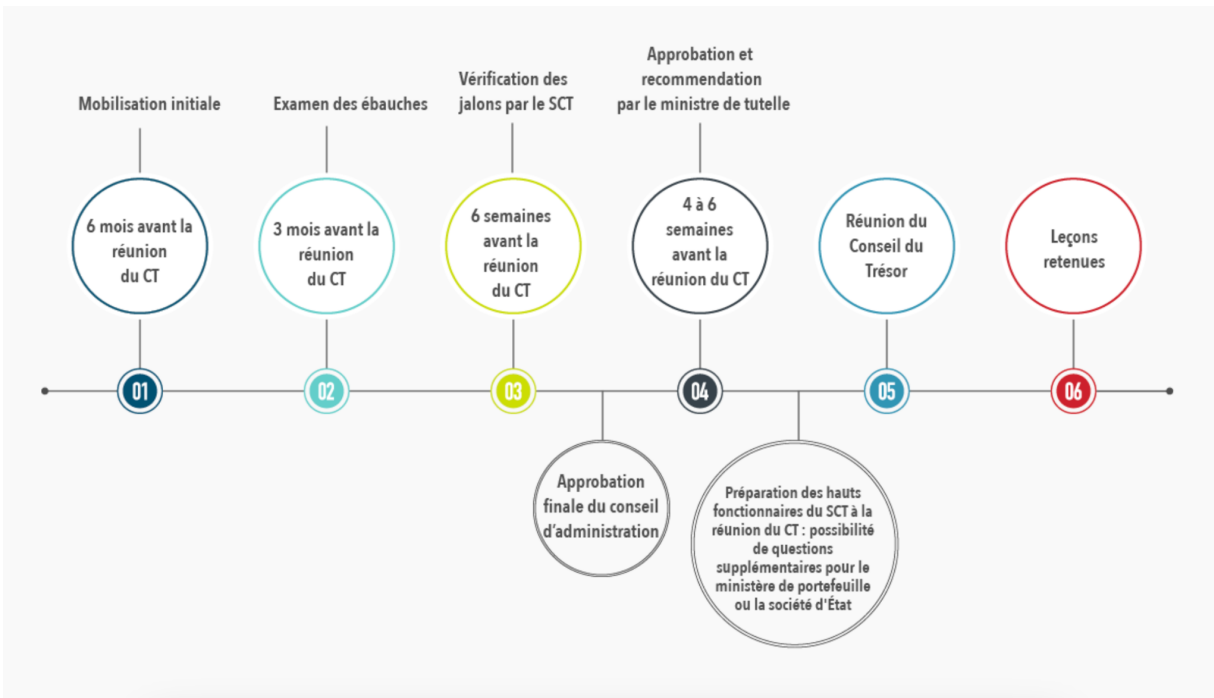 Mobilisation initiale
6 mois avant la
réunion
du CT
01
Examen des ébauches
3 mois avant la
réunion
du CT
02
Vérification des
jalons par le SCT
6 semaines
avant la
réunion
du CT
03
Approbation
finale du conseil
d'administration
Approbation et
recommendation
par le ministre de tutelle
4 à 6
semaines
avant la
réunion du CT
04
Préparation des hauts
fonctionnaires du SCT à la
réunion du CT : possibilité
de questions
supplémentaires pour le
ministère de portefeuille
ou la société d'État
Réunion du
Conseil du
Trésor
05
Leçons
retenues
06